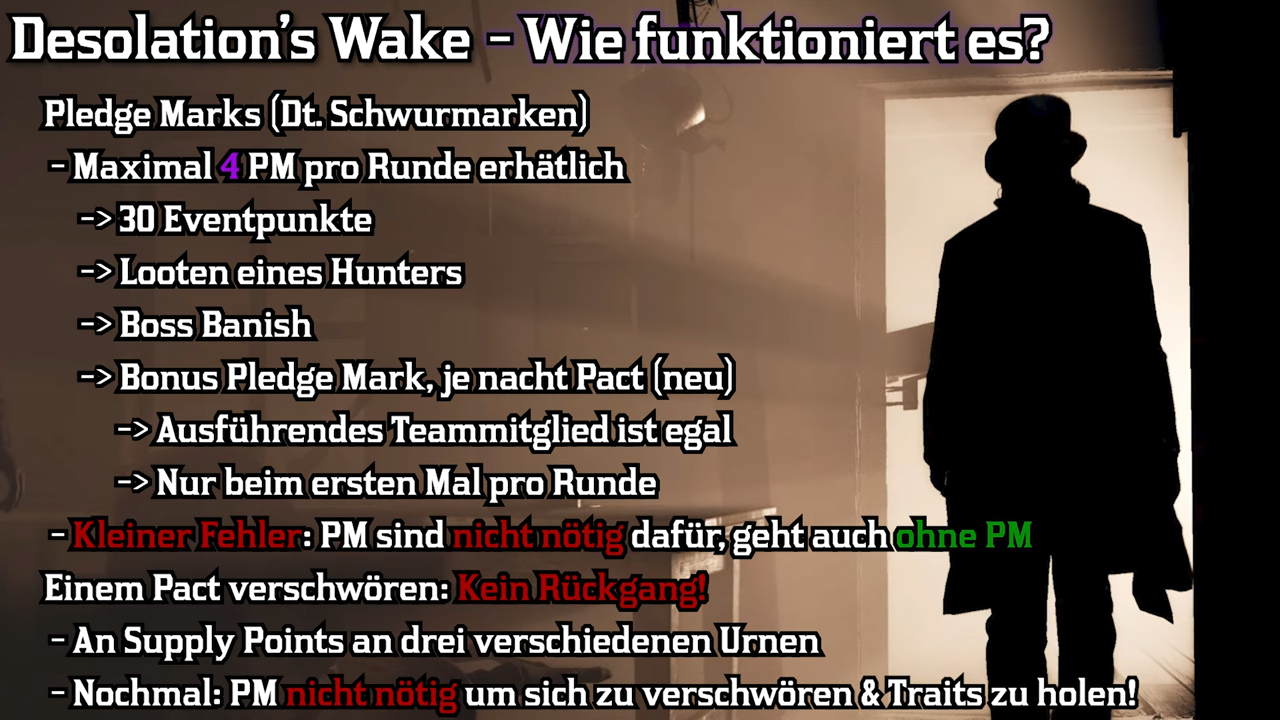 Desolation's Wake - Wie funktioniert es?
Pledge Marks (Dt. Schwurmarken)
- Maximal 4 PM pro Runde erhätlich
-> 30 Eventpunkte
-> Looten eines Hunters
-> Boss Banish
-> Bonus Pledge Mark, je nacht Pact (neu)
-> Ausführendes Teammitglied ist egal
-> Nur beim ersten Mal pro Runde
- Kleiner Fehler: PM sind nicht nötig dafür, geht auch ohne PM
Einem Pact verschwören: Kein Rückgang!
- An Supply Points an drei verschiedenen Urnen
- Nochmal: PM nicht nötig um sich zu verschwören & Traits zu holen!